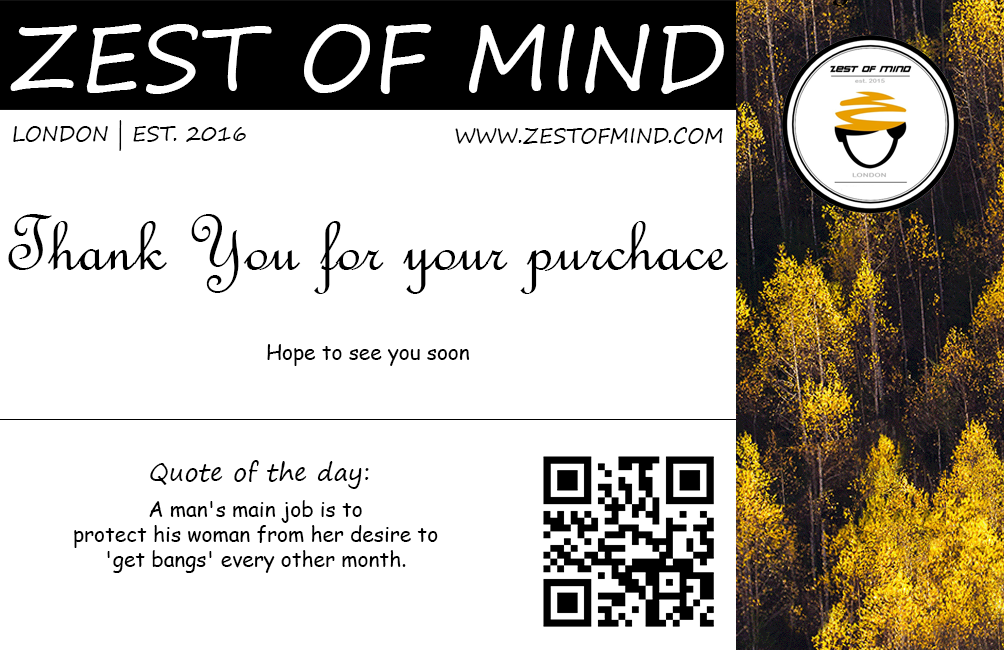 ZEST OF MIND
LONDON | EST. 2016
WWW.ZESTOFMIND.COM
Thank You for your purchace
Hope to see you soon
Quote of the day:
A man's main job is to
protect his woman from her desire to
'get bangs' every other month.
ZEST OF MIND
est. 2015
LONDON